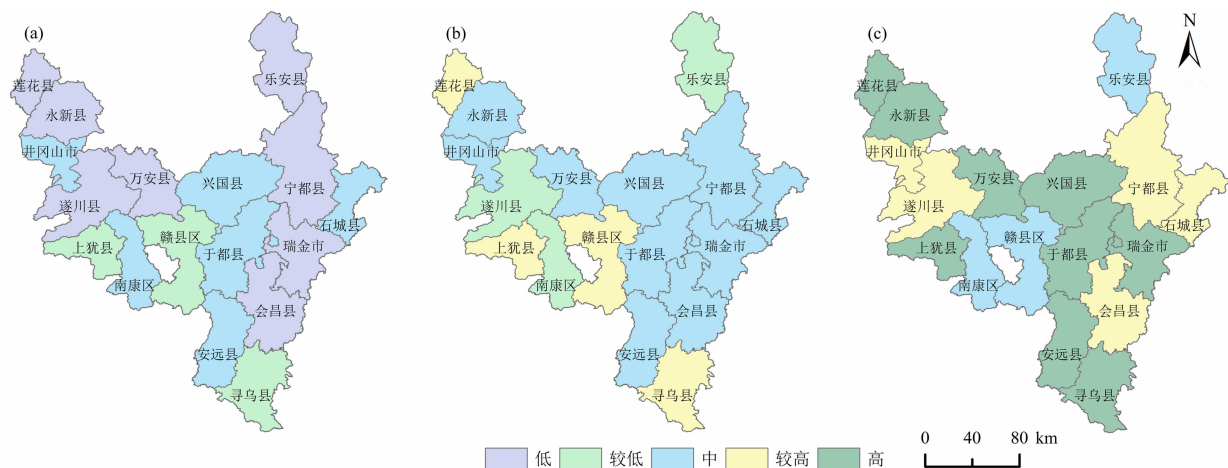 (a)
莲花县
永新县
井冈山市
遂川县
万安县
上犹县
南康区
赣县区
兴国县
于都县
乐安县
宁都县
石城县
瑞金市
会昌县
安远县
寻乌县
(b)
莲花县
永新县
井冈山市
遂川县
万安县
上犹县
南康区
赣县区
兴国县
于都县
乐安县
宁都县
石城县
瑞金市
会昌县
安远县
寻乌县
(c)
N
莲花县
永新县
井冈山市
遂川县
万安县
上犹县
南康区
赣县区
兴国县
于都县
乐安县
宁都县
石城县
瑞金市
会昌县
安远县
寻乌县
低 较低 中 较高 高
0 40 80 km